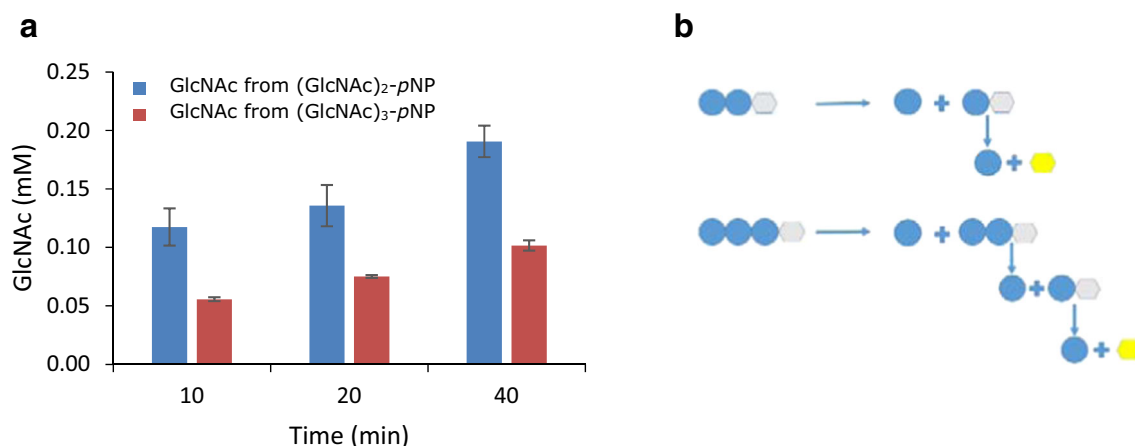 a
b
0.25
0.20
0.15
0.10
0.05
0.00
GlcNAc (mM)
GlcNAc from (GlcNAc)₂-pNP
GlcNAc from (GlcNAc)₃-pNP
10 20 40
Time (min)